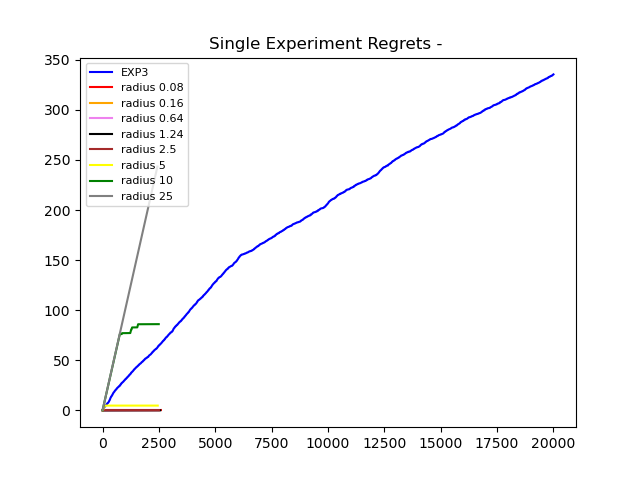 Single Experiment Regrets -
350
300
250
200
150
100
50
0
EXP3
radius 0.08
radius 0.16
radius 0.64
radius 1.24
radius 2.5
radius 5
radius 10
radius 25
0 2500 5000 7500 10000 12500 15000 17500 20000